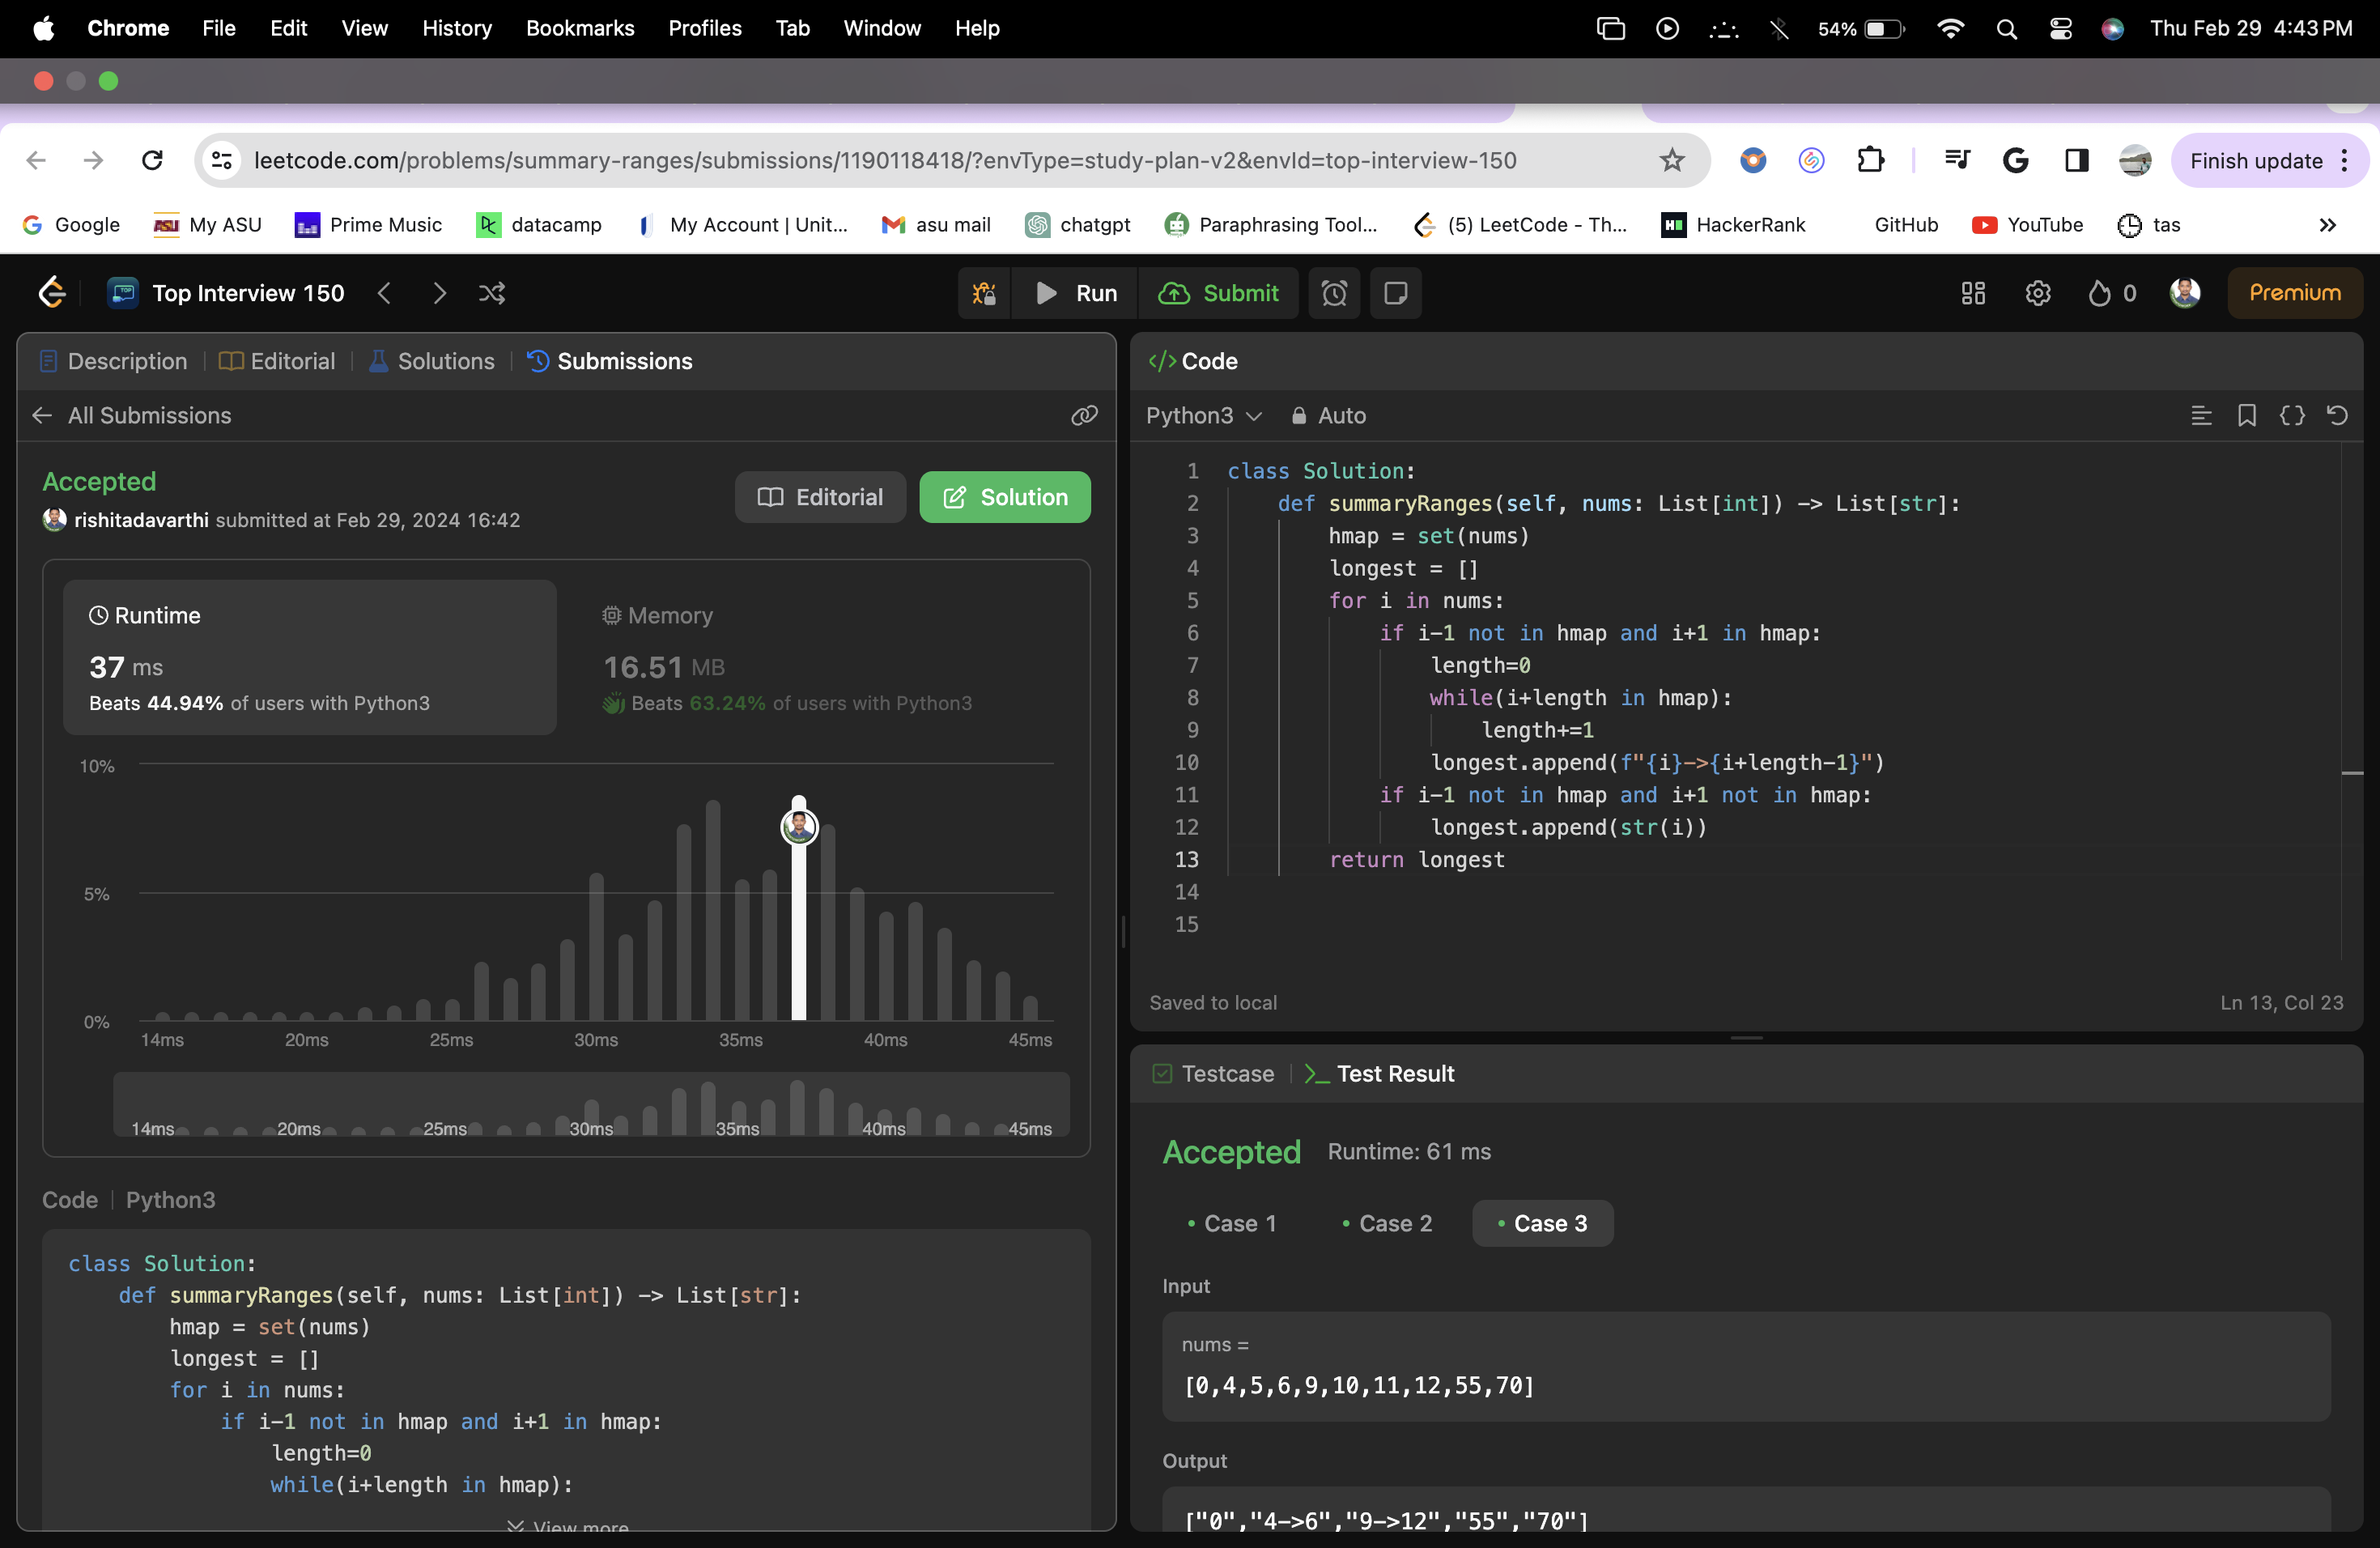 Chrome File Edit View History Bookmarks Profiles Tab Window Help 54% Thu Feb 29 4:43 PM
leetcode.com/problems/summary-ranges/submissions/1190118418/?envType=study-plan-v2&envId=top-interview-150 Finish update
Google My ASU Prime Music datacamp My Account | Unit... asu mail chatgpt Paraphrasing Tool... (5) LeetCode - Th... HackerRank GitHub YouTube tas »
Top Interview 150 Run Submit 0 Premium
Description | Editorial | Solutions | Submissions
All Submissions
Accepted
rishitadavarthi submitted at Feb 29, 2024 16:42
Editorial Solution
Runtime
37 ms
Beats 44.94% of users with Python3
Memory
16.51 MB
Beats 63.24% of users with Python3
10%
5%
0%
14ms 20ms 25ms 30ms 35ms 40ms 45ms
14ms 20ms 25ms 30ms 35ms 40ms 45ms
Code | Python3
class Solution:
    def summaryRanges(self, nums: List[int]) -> List[str]:
        hmap = set(nums)
        longest = []
        for i in nums:
            if i-1 not in hmap and i+1 in hmap:
                length=0
                while(i+length in hmap):
View more
</> Code
Python3 Auto
1 class Solution:
2     def summaryRanges(self, nums: List[int]) -> List[str]:
3         hmap = set(nums)
4         longest = []
5         for i in nums:
6             if i-1 not in hmap and i+1 in hmap:
7                 length=0
8                 while(i+length in hmap):
9                     length+=1
10                 longest.append(f"{i}->{i+length-1}")
11             if i-1 not in hmap and i+1 not in hmap:
12                 longest.append(str(i))
13         return longest
14
15
Saved to local Ln 13, Col 23
Testcase | Test Result
Accepted Runtime: 61 ms
• Case 1 • Case 2 • Case 3
Input
nums =
[0,4,5,6,9,10,11,12,55,70]
Output
["0","4->6","9->12","55","70"]